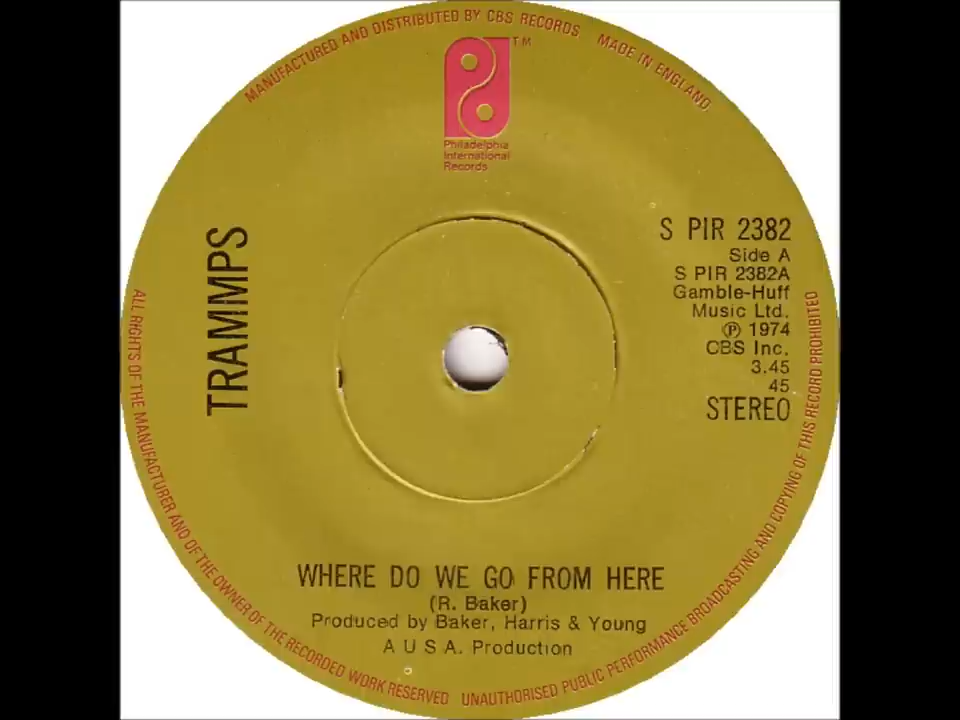 MANUFACTURED AND DISTRIBUTED BY CBS RECORDS MADE IN ENGLAND
TM
Philadelphia
International
Records
TRAMMPS
S PIR 2382
Side A
S PIR 2382A
Gamble-Huff
Music Ltd.
Ⓟ 1974
CBS Inc.
3.45
45
STEREO
WHERE DO WE GO FROM HERE
(R. Baker)
Produced by Baker, Harris & Young
A U S A. Production
ALL RIGHTS OF THE MANUFACTURER AND OF THE OWNER OF THE RECORDED WORK RESERVED UNAUTHORISED PUBLIC PERFORMANCE BROADCASTING AND COPYING OF THIS RECORD PROHIBITED